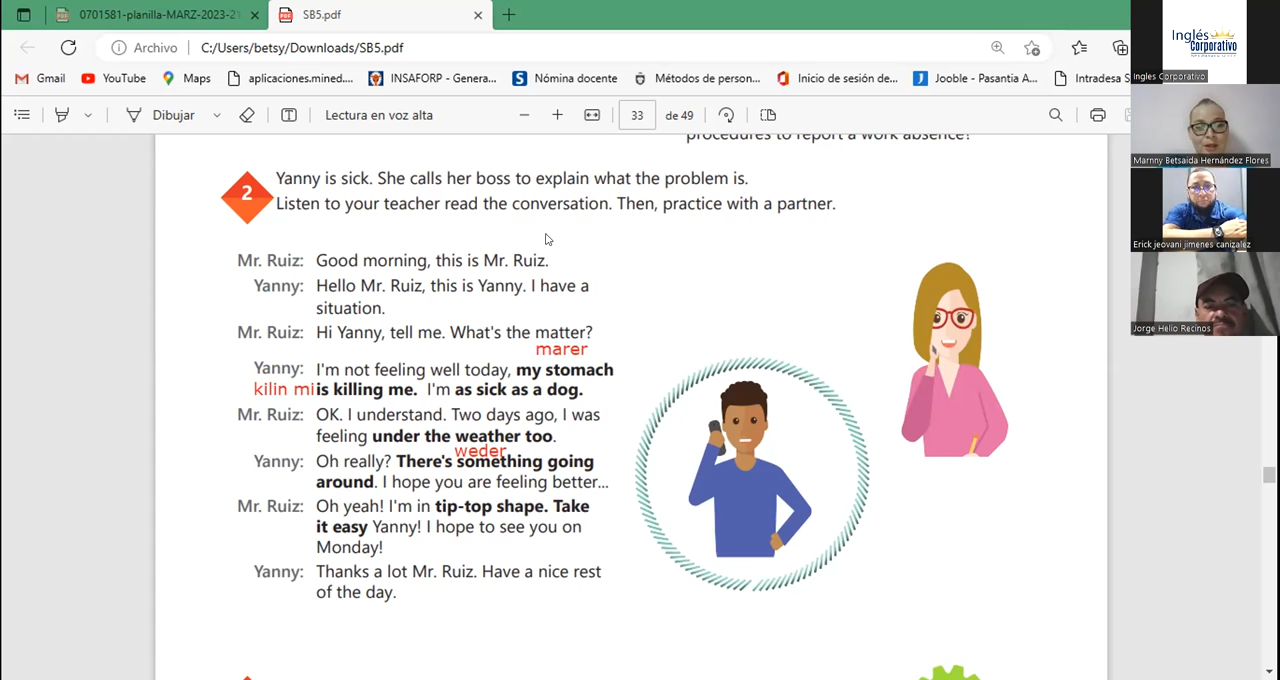 0701581-planilla-MARZ-2023-21
SB5.pdf
Archivo
C:/Users/betsy/Downloads/SB5.pdf
Gmail
YouTube
Maps
aplicaciones.mined...
INSAFORP - Genera...
Nómina docente
Métodos de person...
Inicio de sesión de...
Jooble - Pasantia A...
Intradesa S
Dibujar
Lectura en voz alta
33
de 49
procedures to report a work absence?
2
Yanny is sick. She calls her boss to explain what the problem is.
Listen to your teacher read the conversation. Then, practice with a partner.
Mr. Ruiz: Good morning, this is Mr. Ruiz.
Yanny: Hello Mr. Ruiz, this is Yanny. I have a
situation.
Mr. Ruiz: Hi Yanny, tell me. What's the matter?
marer
Yanny: I'm not feeling well today, my stomach
kilin mi is killing me. I'm as sick as a dog.
Mr. Ruiz: OK. I understand. Two days ago, I was
feeling under the weather too.
weder
Yanny: Oh really? There's something going
around. I hope you are feeling better...
Mr. Ruiz: Oh yeah! I'm in tip-top shape. Take
it easy Yanny! I hope to see you on
Monday!
Yanny: Thanks a lot Mr. Ruiz. Have a nice rest
of the day.
Inglés
Corporativo
Ingles Corporativo
Marnny Betsaida Hernández Flores
Erick jeovani jimenes canizalez
Jorge Helio Recinos